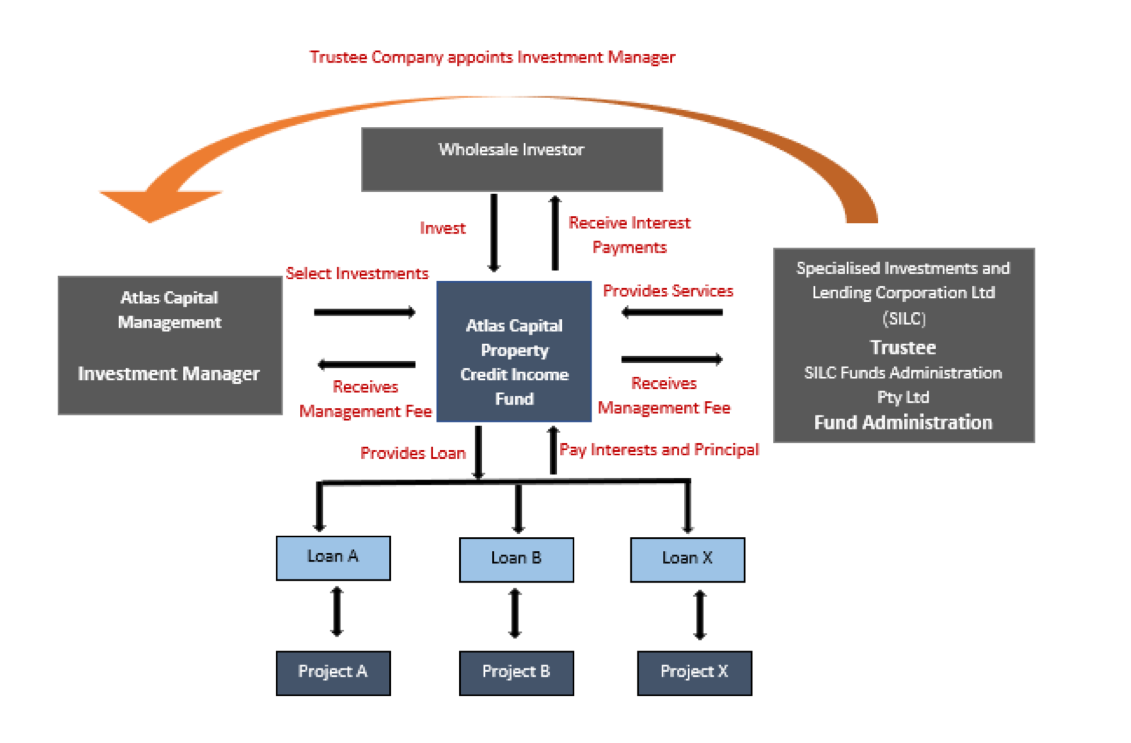 Trustee Company appoints Investment Manager
Wholesale Investor
Invest
Receive Interest
Payments
Select Investments
Atlas Capital
Management
Investment Manager
Receives
Management Fee
Atlas Capital
Property
Credit Income
Fund
Provides Services
Receives
Management Fee
Specialised Investments and
Lending Corporation Ltd
(SILC)
Trustee
SILC Funds Administration
Pty Ltd
Fund Administration
Provides Loan
Pay Interests and Principal
Loan A
Loan B
Loan X
Project A
Project B
Project X